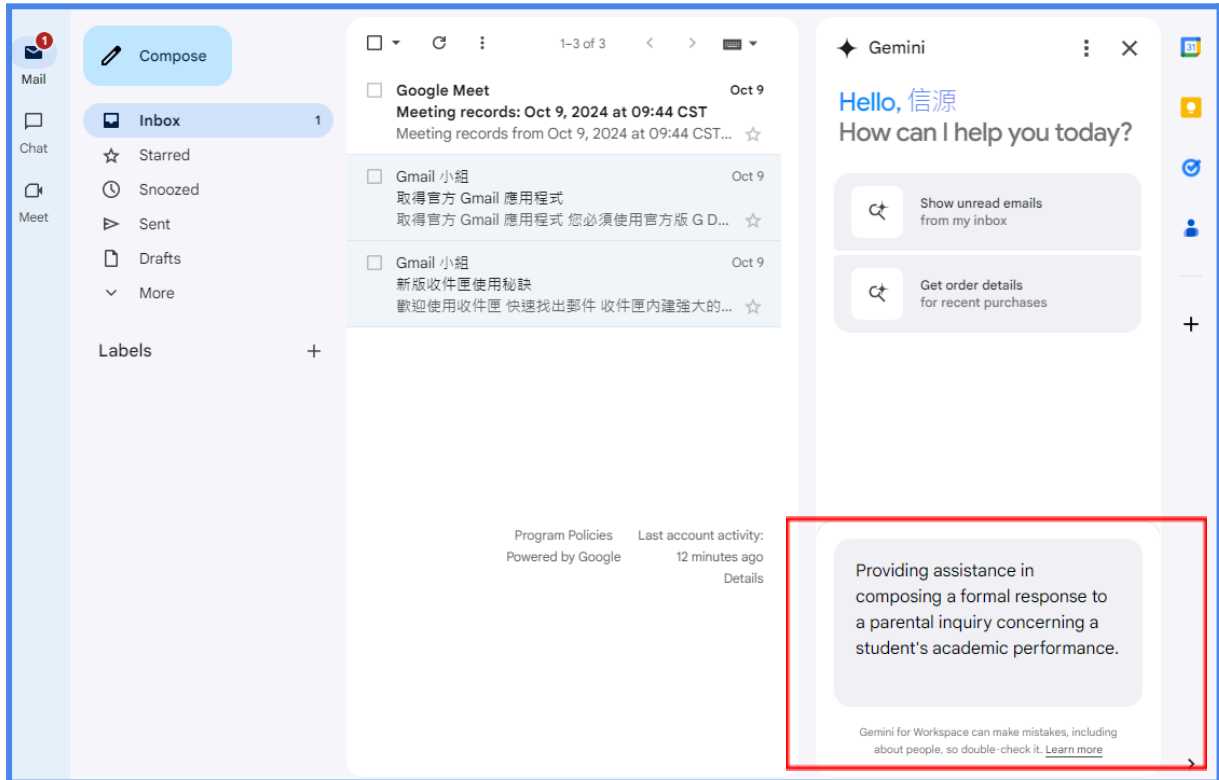 1
Mail
Chat
Meet
Compose
Inbox 1
Starred
Snoozed
Sent
Drafts
More
Labels
1–3 of 3
Google Meet Oct 9
Meeting records: Oct 9, 2024 at 09:44 CST
Meeting records from Oct 9, 2024 at 09:44 CST...
Gmail 小組 Oct 9
取得官方 Gmail 應用程式
取得官方 Gmail 應用程式 您必須使用官方版 G D...
Gmail 小組 Oct 9
新版收件匣使用秘訣
歡迎使用收件匣 快速找出郵件 收件匣內建強大的...
Program Policies
Powered by Google
Last account activity:
12 minutes ago
Details
Gemini
Hello, 信源
How can I help you today?
Show unread emails
from my inbox
Get order details
for recent purchases
Providing assistance in
composing a formal response to
a parental inquiry concerning a
student's academic performance.
Gemini for Workspace can make mistakes, including
about people, so double-check it. Learn more
31